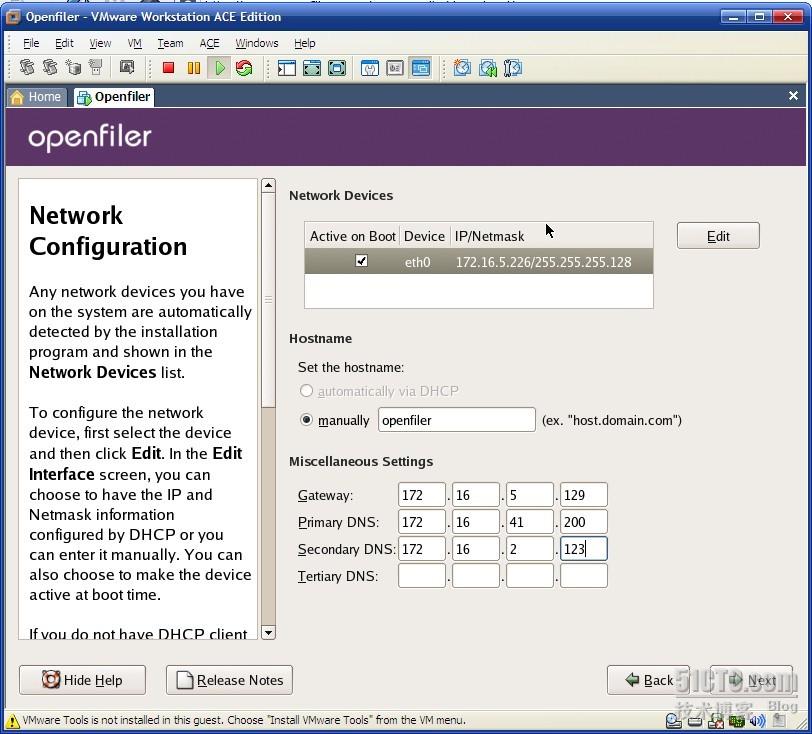 Openfiler - VMware Workstation ACE Edition
File Edit View VM Team ACE Windows Help
Home Openfiler
openfiler
Network
Configuration
Any network devices you have
on the system are automatically
detected by the installation
program and shown in the
Network Devices list.
To configure the network
device, first select the device
and then click Edit. In the Edit
Interface screen, you can
choose to have the IP and
Netmask information
configured by DHCP or you
can enter it manually. You can
also choose to make the device
active at boot time.
If you do not have DHCP client
Network Devices
Active on Boot Device IP/Netmask
eth0 172.16.5.226/255.255.255.128
Edit
Hostname
Set the hostname:
automatically via DHCP
manually openfiler (ex. "host.domain.com")
Miscellaneous Settings
Gateway: 172 . 16 . 5 . 129
Primary DNS: 172 . 16 . 41 . 200
Secondary DNS: 172 . 16 . 2 . 123
Tertiary DNS: . . .
Hide Help Release Notes Back Next
51CTO.com
技术博客 Blog
VMware Tools is not installed in this guest. Choose "Install VMware Tools" from the VM menu.